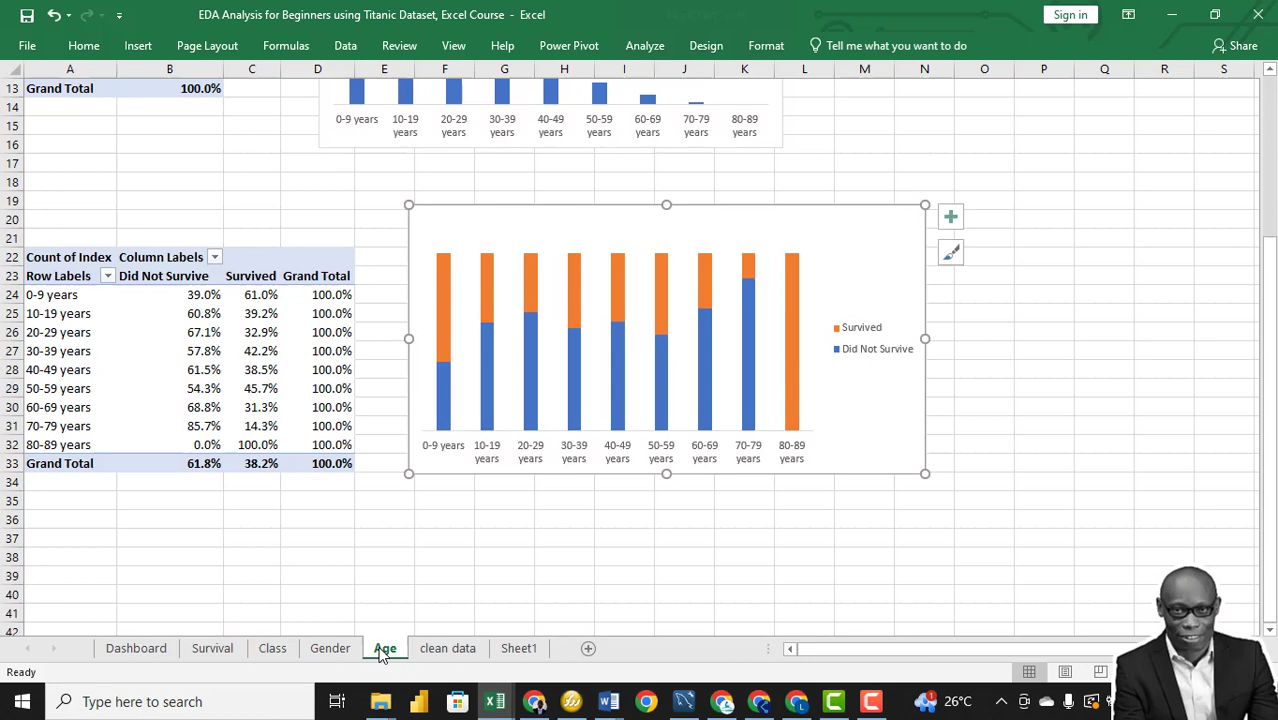 EDA Analysis for Beginners using Titanic Dataset, Excel Course - Excel
Sign in
File Home Insert Page Layout Formulas Data Review View Help Power Pivot Analyze Design Format Tell me what you want to do Share
A B C D E F G H I J K L M N O P Q R S
13 Grand Total 100.0%
14
0-9 years 10-19 years 20-29 years 30-39 years 40-49 years 50-59 years 60-69 years 70-79 years 80-89 years
15
16
17
18
19
20
21
22 Count of Index Column Labels
23 Row Labels Did Not Survive Survived Grand Total
24 0-9 years 39.0% 61.0% 100.0%
25 10-19 years 60.8% 39.2% 100.0%
26 20-29 years 67.1% 32.9% 100.0%
27 30-39 years 57.8% 42.2% 100.0%
28 40-49 years 61.5% 38.5% 100.0%
29 50-59 years 54.3% 45.7% 100.0%
30 60-69 years 68.8% 31.3% 100.0%
31 70-79 years 85.7% 14.3% 100.0%
32 80-89 years 0.0% 100.0% 100.0%
33 Grand Total 61.8% 38.2% 100.0%
Survived
Did Not Survive
0-9 years 10-19 years 20-29 years 30-39 years 40-49 years 50-59 years 60-69 years 70-79 years 80-89 years
34
35
36
37
38
39
40
41
42
Dashboard Survival Class Gender Age clean data Sheet1
Ready
Type here to search
1 26°C